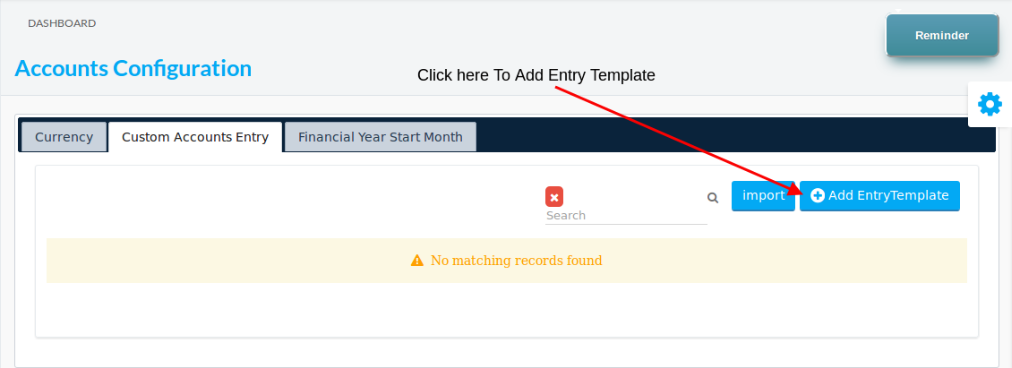 DASHBOARD
Reminder
Accounts Configuration
Click here To Add Entry Template
Currency
Custom Accounts Entry
Financial Year Start Month
import
Add EntryTemplate
Search
No matching records found